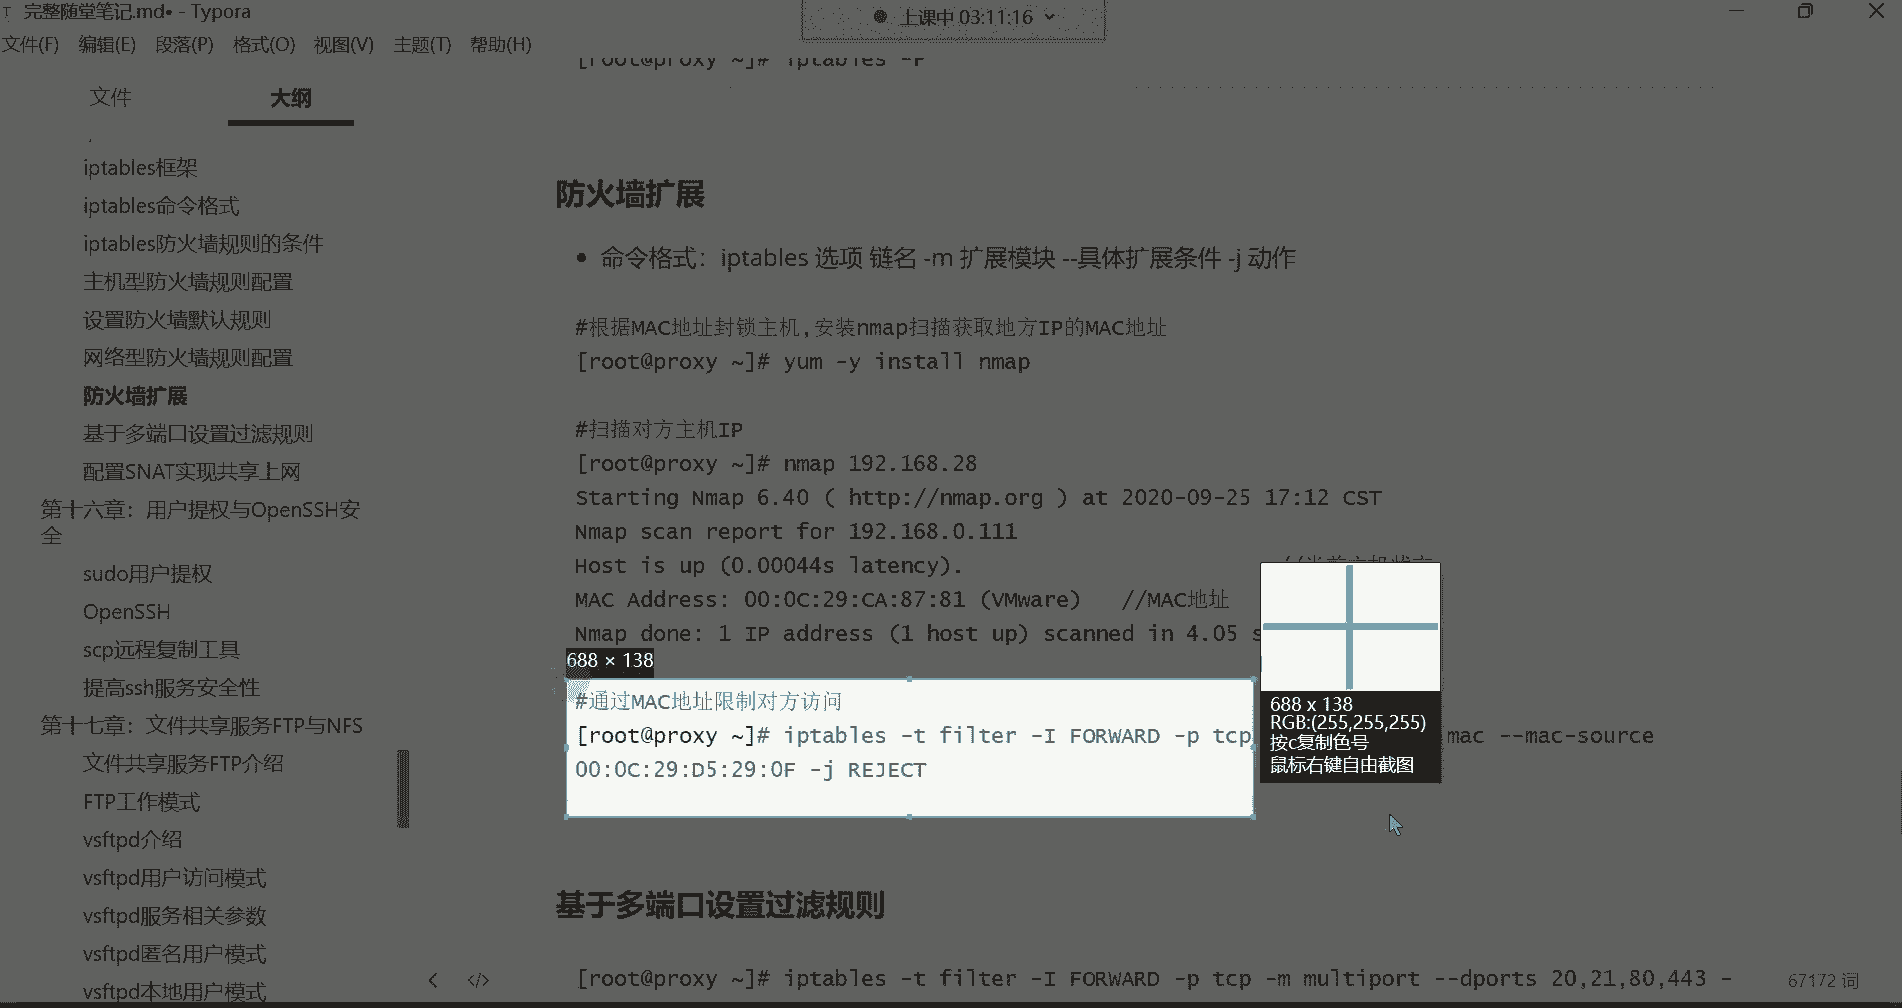 完整随堂笔记.md• - Typora
上课中 03:11:16
文件(F) 编辑(E) 段落(P) 格式(O) 视图(V) 主题(T) 帮助(H)
文件 大纲
iptables框架
iptables命令格式
iptables防火墙规则的条件
主机型防火墙规则配置
设置防火墙默认规则
网络型防火墙规则配置
防火墙扩展
基于多端口设置过滤规则
配置SNAT实现共享上网
第十六章：用户提权与OpenSSH安
全
sudo用户提权
OpenSSH
scp远程复制工具
提高ssh服务安全性
第十七章：文件共享服务FTP与NFS
文件共享服务FTP介绍
FTP工作模式
vsftpd介绍
vsftpd用户访问模式
vsftpd服务相关参数
vsftpd匿名用户模式
vsftpd本地用户模式
[root@proxy ~]# iptables -F
防火墙扩展
• 命令格式：iptables 选项 链名 -m 扩展模块 --具体扩展条件 -j 动作
#根据MAC地址封锁主机,安装nmap扫描获取地方IP的MAC地址
[root@proxy ~]# yum -y install nmap
#扫描对方主机IP
[root@proxy ~]# nmap 192.168.28
Starting Nmap 6.40 ( http://nmap.org ) at 2020-09-25 17:12 CST
Nmap scan report for 192.168.0.111
Host is up (0.00044s latency).
MAC Address: 00:0C:29:CA:87:81 (VMware) //MAC地址
Nmap done: 1 IP address (1 host up) scanned in 4.05 s
688 × 138
#通过MAC地址限制对方访问
[root@proxy ~]# iptables -t filter -I FORWARD -p tcp mac --mac-source
00:0C:29:D5:29:0F -j REJECT
688 x 138
RGB:(255,255,255)
按c复制色号
鼠标右键自由截图
基于多端口设置过滤规则
[root@proxy ~]# iptables -t filter -I FORWARD -p tcp -m multiport --dports 20,21,80,443 -
67172 词